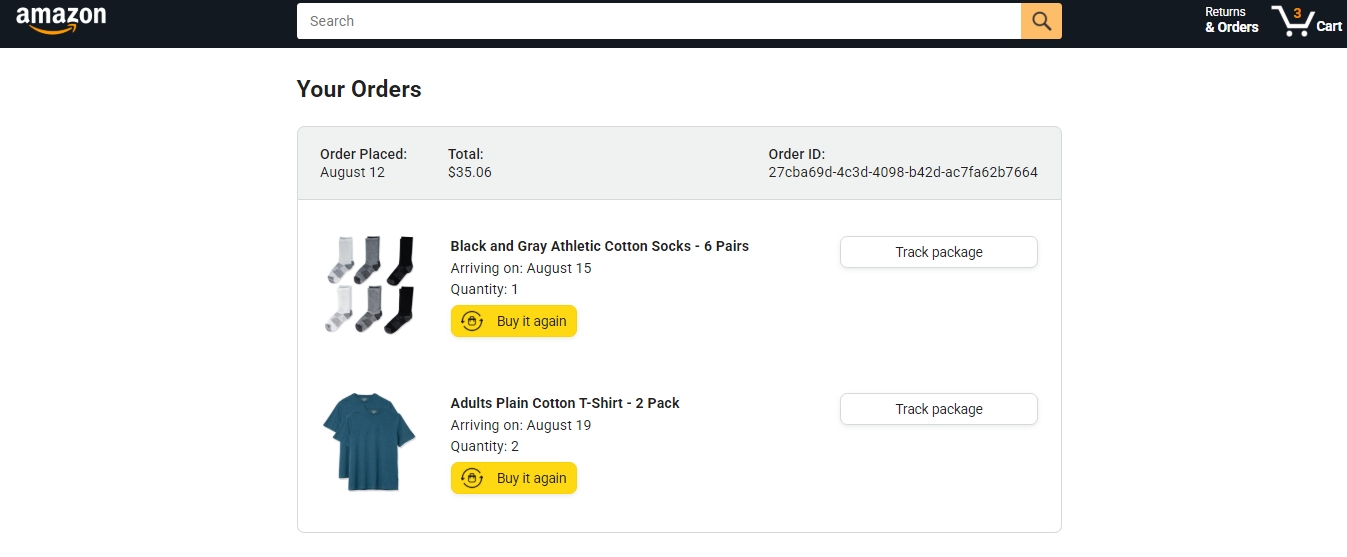 amazon
Search
Returns
& Orders
3
Cart
Your Orders
Order Placed:
August 12
Total:
$35.06
Order ID:
27cba69d-4c3d-4098-b42d-ac7fa62b7664
Black and Gray Athletic Cotton Socks - 6 Pairs
Arriving on: August 15
Quantity: 1
Buy it again
Track package
Adults Plain Cotton T-Shirt - 2 Pack
Arriving on: August 19
Quantity: 2
Buy it again
Track package